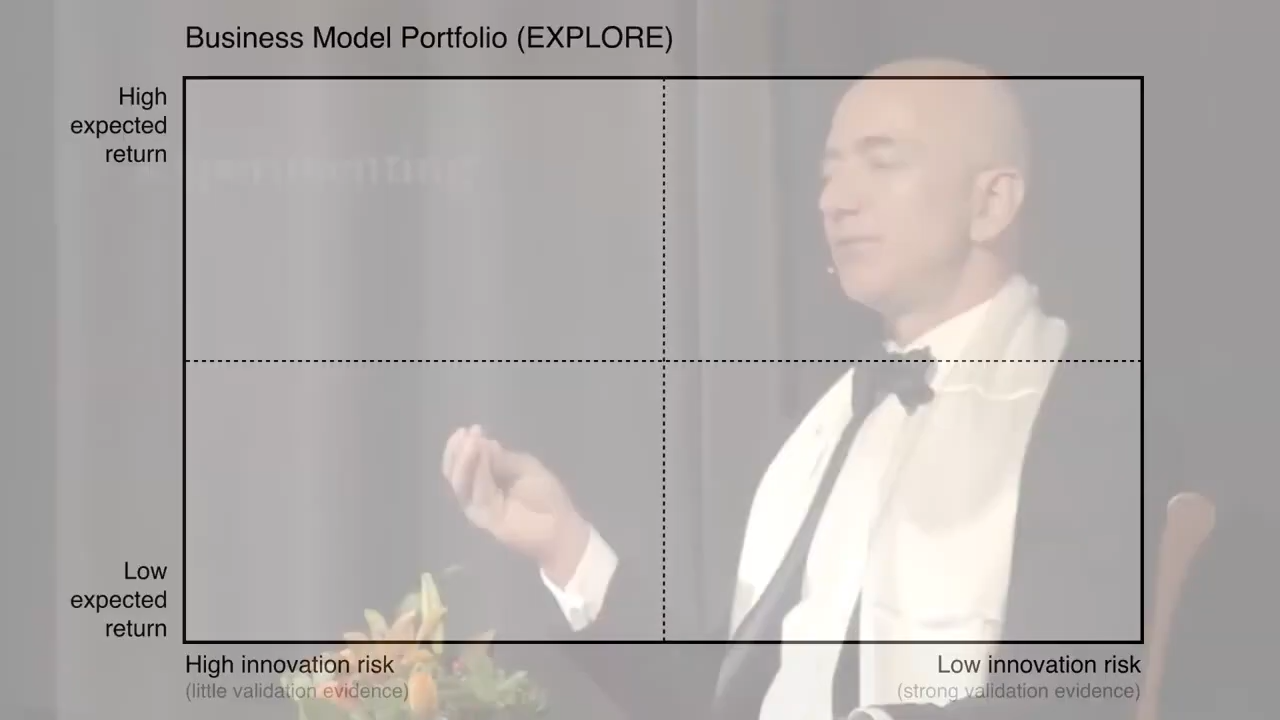 Business Model Portfolio (EXPLORE)
High
expected
return
Low
expected
return
High innovation risk
(little validation evidence)
Low innovation risk
(strong validation evidence)